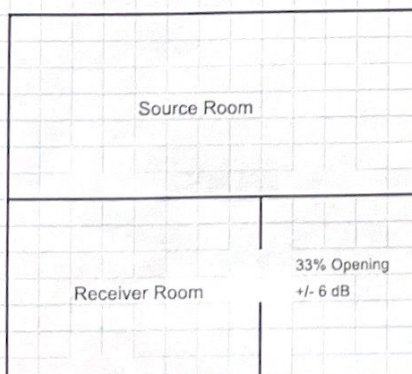 Source Room
Receiver Room
33% Opening
+/- 6 dB